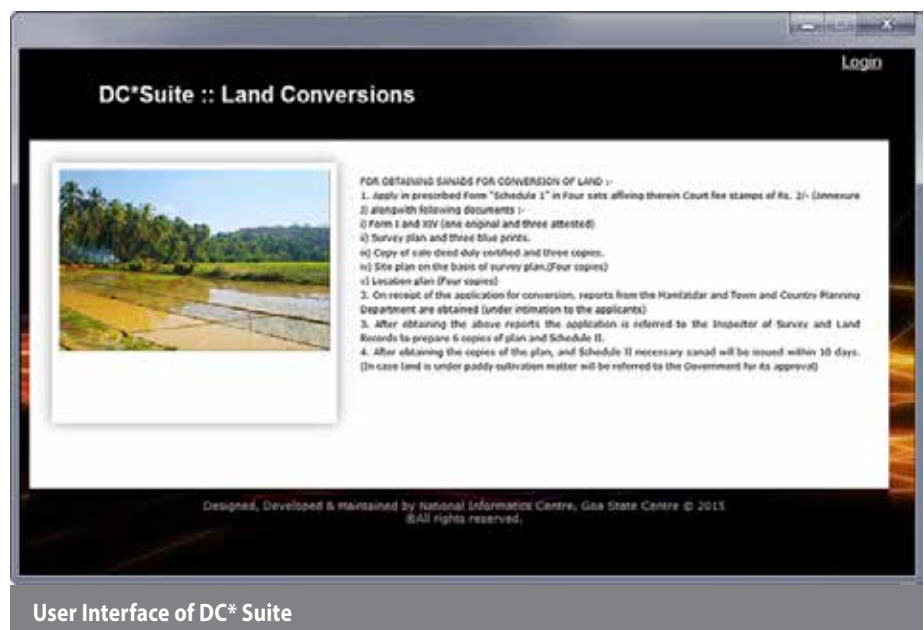 Login
DC*Suite :: Land Conversions
FOR OBTAINING SANADS FOR CONVERSION OF LAND :-
1. Apply in prescribed Form "Schedule 1" in Four sets affixing therein Court fee stamps of Rs. 2/- (Annexure
I) alongwith following documents :-
i) Form I and XIV (one original and three attested)
ii) Survey plan and three blue prints.
iii) Copy of sale deed duly certified and three copies.
iv) Site plan on the basis of survey plan.(Four copies)
v) Location plan (Four copies)
2. On receipt of the application for conversion, reports from the Mamlatdar and Town and Country Planning
Department are obtained (under intimation to the applicants)
3. After obtaining the above reports the application is referred to the Inspector of Survey and Land
Records to prepare 6 copies of plan and Schedule II.
4. After obtaining the copies of the plan, and Schedule II necessary sanad will be issued within 10 days.
(In case land is under paddy cultivation matter will be referred to the Government for its approval)
Designed, Developed & Maintained by National Informatics Centre, Goa State Centre © 2015
®All rights reserved.
User Interface of DC* Suite